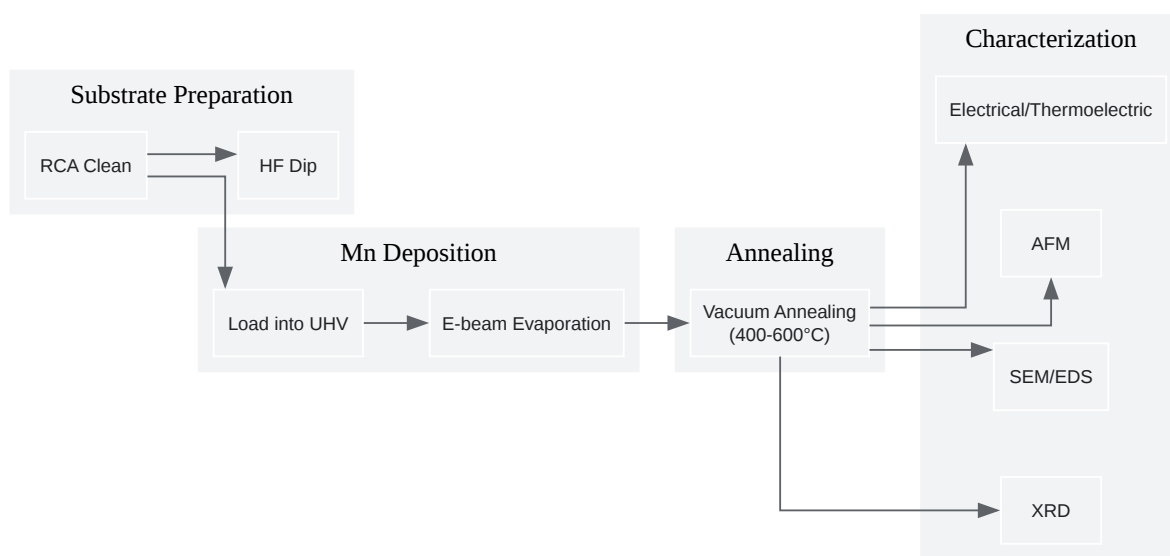 Substrate Preparation
RCA Clean
HF Dip
Mn Deposition
Load into UHV
E-beam Evaporation
Annealing
Vacuum Annealing
(400-600°C)
Characterization
Electrical/Thermoelectric
AFM
SEM/EDS
XRD